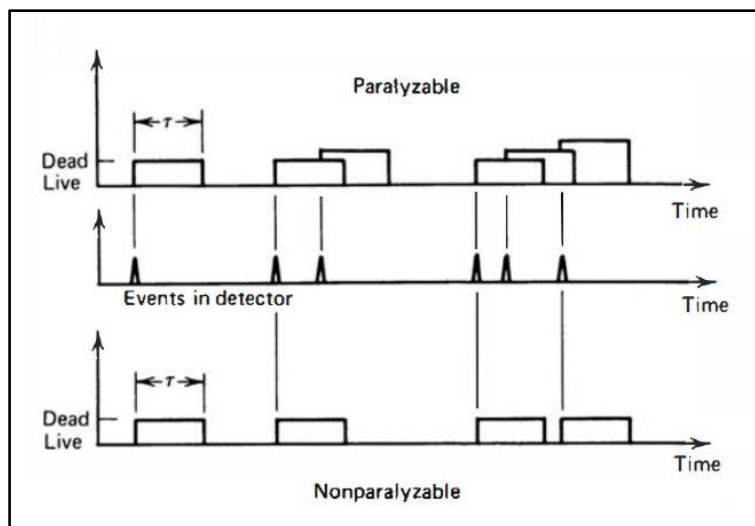 Paralyzable
τ
Dead
Live
Time
Events in detector
Time
τ
Dead
Live
Time
Nonparalyzable